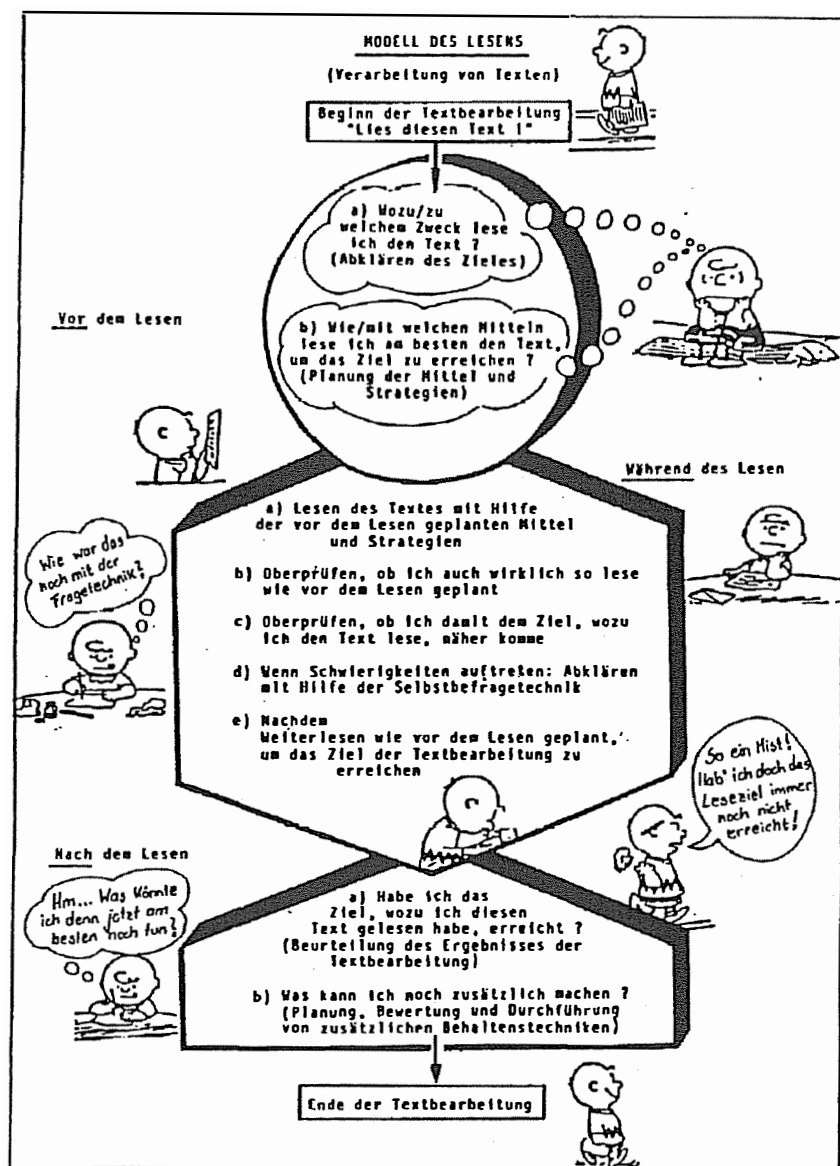 MODELL DES LESENS
(Verarbeitung von Texten)
Beginn der Textbearbeitung
"Lies diesen Text !"
a) Wozu/zu
welchem Zweck lese
ich den Text ?
(Abklären des Zieles)
Vor dem Lesen
b) Wie/mit welchen Mitteln
lese ich am besten den Text,
um das Ziel zu erreichen ?
(Planung der Mittel und
Strategien)
Während des Lesen
a) Lesen des Textes mit Hilfe
der vor dem Lesen geplanten Mittel
und Strategien
Wie war das
noch mit der
Fragetechnik?
b) Oberprüfen, ob ich auch wirklich so lese
wie vor dem Lesen geplant
c) Oberprüfen, ob ich damit dem Ziel, wozu
ich den Text lese, näher komme
d) Wenn Schwierigkeiten auftreten: Abklären
mit Hilfe der Selbstbefragetechnik
e) Nachdem
Weiterlesen wie vor dem Lesen geplant,
um das Ziel der Textbearbeitung zu
erreichen
So ein Mist!
Hab' ich doch das
Leseziel immer
noch nicht
erreicht!
Nach dem Lesen
Hm... Was könnte
ich denn jetzt am
besten noch tun?
a) Habe ich das
Ziel, wozu ich diesen
Text gelesen habe, erreicht ?
(Beurteilung des Ergebnisses der
Textbearbeitung)
b) Was kann ich noch zusätzlich machen ?
(Planung, Bewertung und Durchführung
von zusätzlichen Behaltenstechniken)
Ende der Textbearbeitung